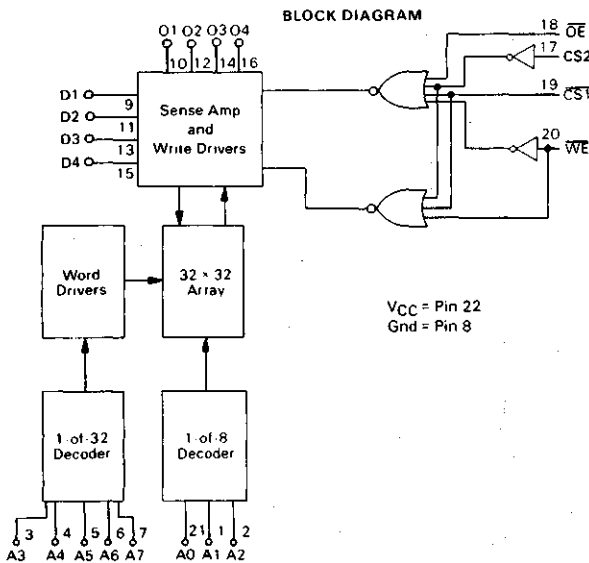 BLOCK DIAGRAM
O1 O2 O3 O4
10 12 14 16
18 O̅E̅
17 CS2
19 C̅S̅1̅
20 W̅E̅
D1 9
D2 11
D3 13
D4 15
Sense Amp
and
Write Drivers
Word
Drivers
32 × 32
Array
VCC = Pin 22
Gnd = Pin 8
1-of-32
Decoder
1-of-8
Decoder
3 4 5 6 7
21 1 2
A3 A4 A5 A6 A7
A0 A1 A2